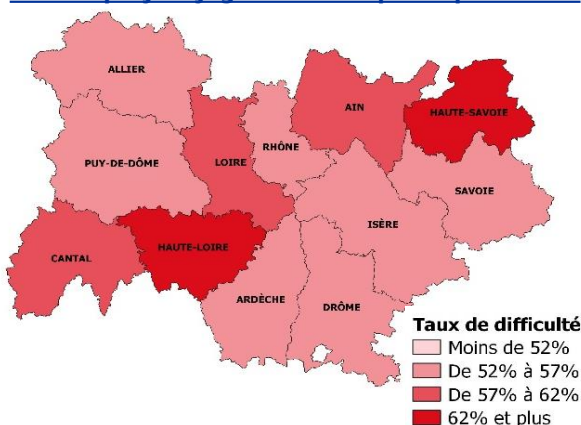 ALLIER
AIN
HAUTE-SAVOIE
RHÔNE
LOIRE
PUY-DE-DÔME
SAVOIE
ISÈRE
HAUTE-LOIRE
CANTAL
ARDÈCHE
DRÔME
Taux de difficulté
Moins de 52%
De 52% à 57%
De 57% à 62%
62% et plus